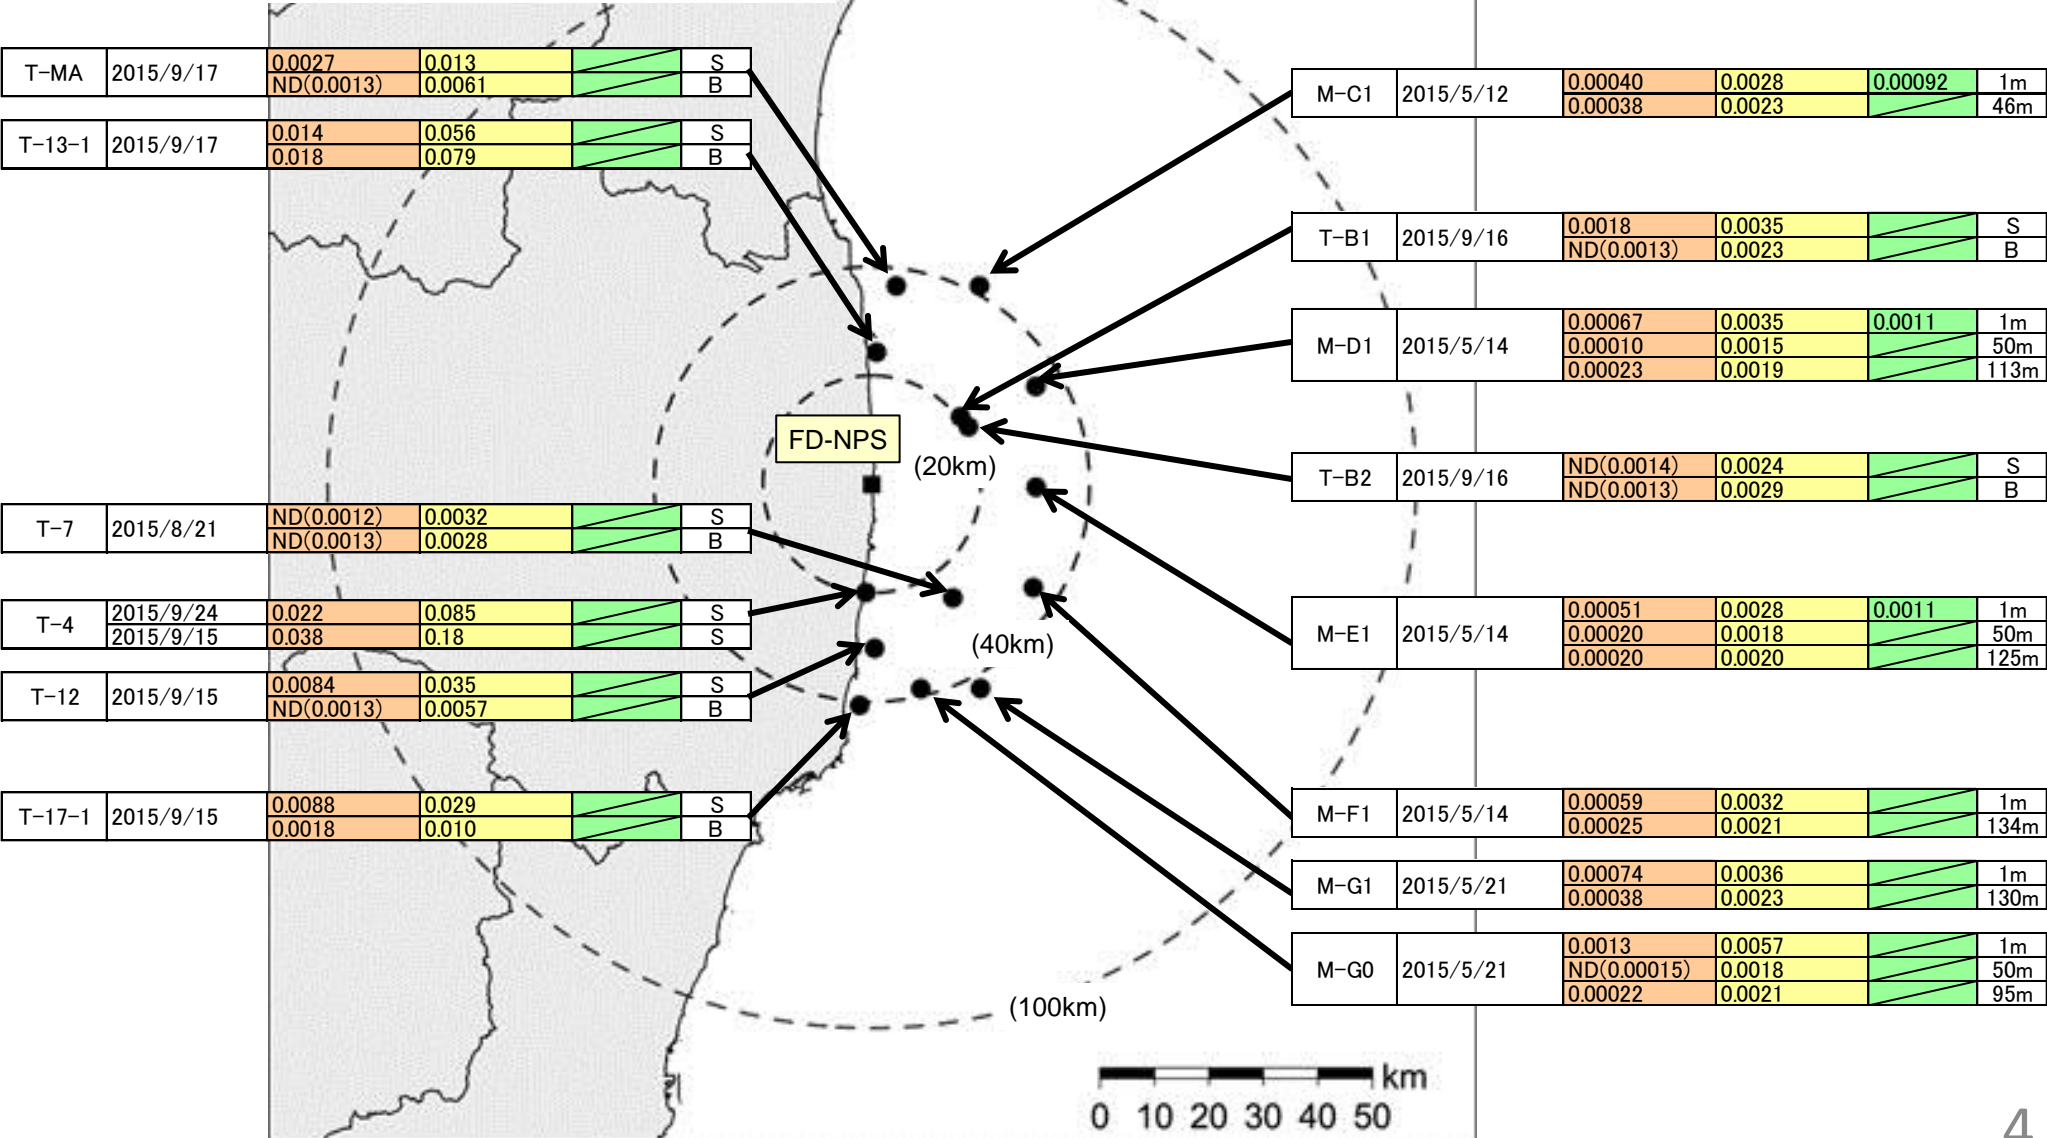 T-MA 2015/9/17 0.0027 0.013 S
ND(0.0013) 0.0061 B
T-13-1 2015/9/17 0.014 0.056 S
0.018 0.079 B
T-7 2015/8/21 ND(0.0012) 0.0032 S
ND(0.0013) 0.0028 B
T-4 2015/9/24 0.022 0.085 S
2015/9/15 0.038 0.18 S
T-12 2015/9/15 0.0084 0.035 S
ND(0.0013) 0.0057 B
T-17-1 2015/9/15 0.0088 0.029 S
0.0018 0.010 B
FD-NPS
(20km)
(40km)
(100km)
M-C1 2015/5/12 0.00040 0.0028 0.00092 1m
0.00038 0.0023 46m
T-B1 2015/9/16 0.0018 0.0035 S
ND(0.0013) 0.0023 B
M-D1 2015/5/14 0.00067 0.0035 0.0011 1m
0.00010 0.0015 50m
0.00023 0.0019 113m
T-B2 2015/9/16 ND(0.0014) 0.0024 S
ND(0.0013) 0.0029 B
M-E1 2015/5/14 0.00051 0.0028 0.0011 1m
0.00020 0.0018 50m
0.00020 0.0020 125m
M-F1 2015/5/14 0.00059 0.0032 1m
0.00025 0.0021 134m
M-G1 2015/5/21 0.00074 0.0036 1m
0.00038 0.0023 130m
M-G0 2015/5/21 0.0013 0.0057 1m
ND(0.00015) 0.0018 50m
0.00022 0.0021 95m
km
0 10 20 30 40 50
4